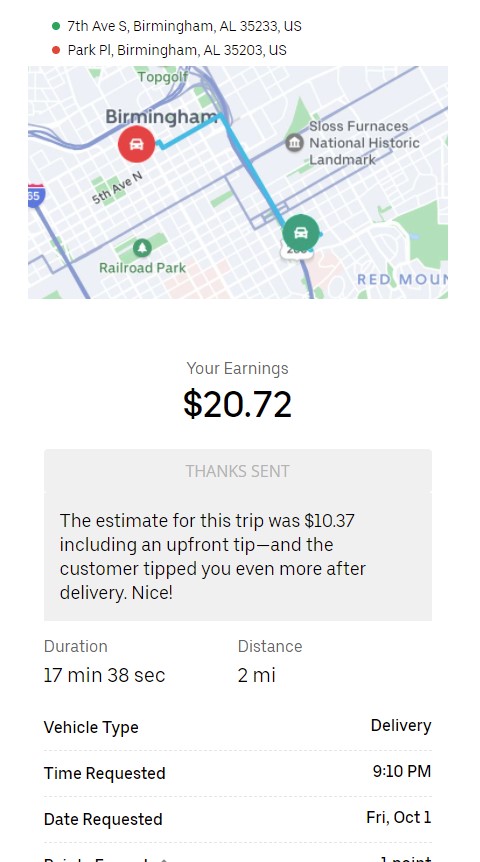 7th Ave S, Birmingham, AL 35233, US
Park Pl, Birmingham, AL 35203, US
Topgolf
Birmingham
Sloss Furnaces
National Historic
Landmark
5th Ave N
65
Railroad Park
RED MOUN
Your Earnings
$20.72
THANKS SENT
The estimate for this trip was $10.37
including an upfront tip—and the
customer tipped you even more after
delivery. Nice!
Duration
Distance
17 min 38 sec
2 mi
Vehicle Type
Delivery
Time Requested
9:10 PM
Date Requested
Fri, Oct 1
1 point